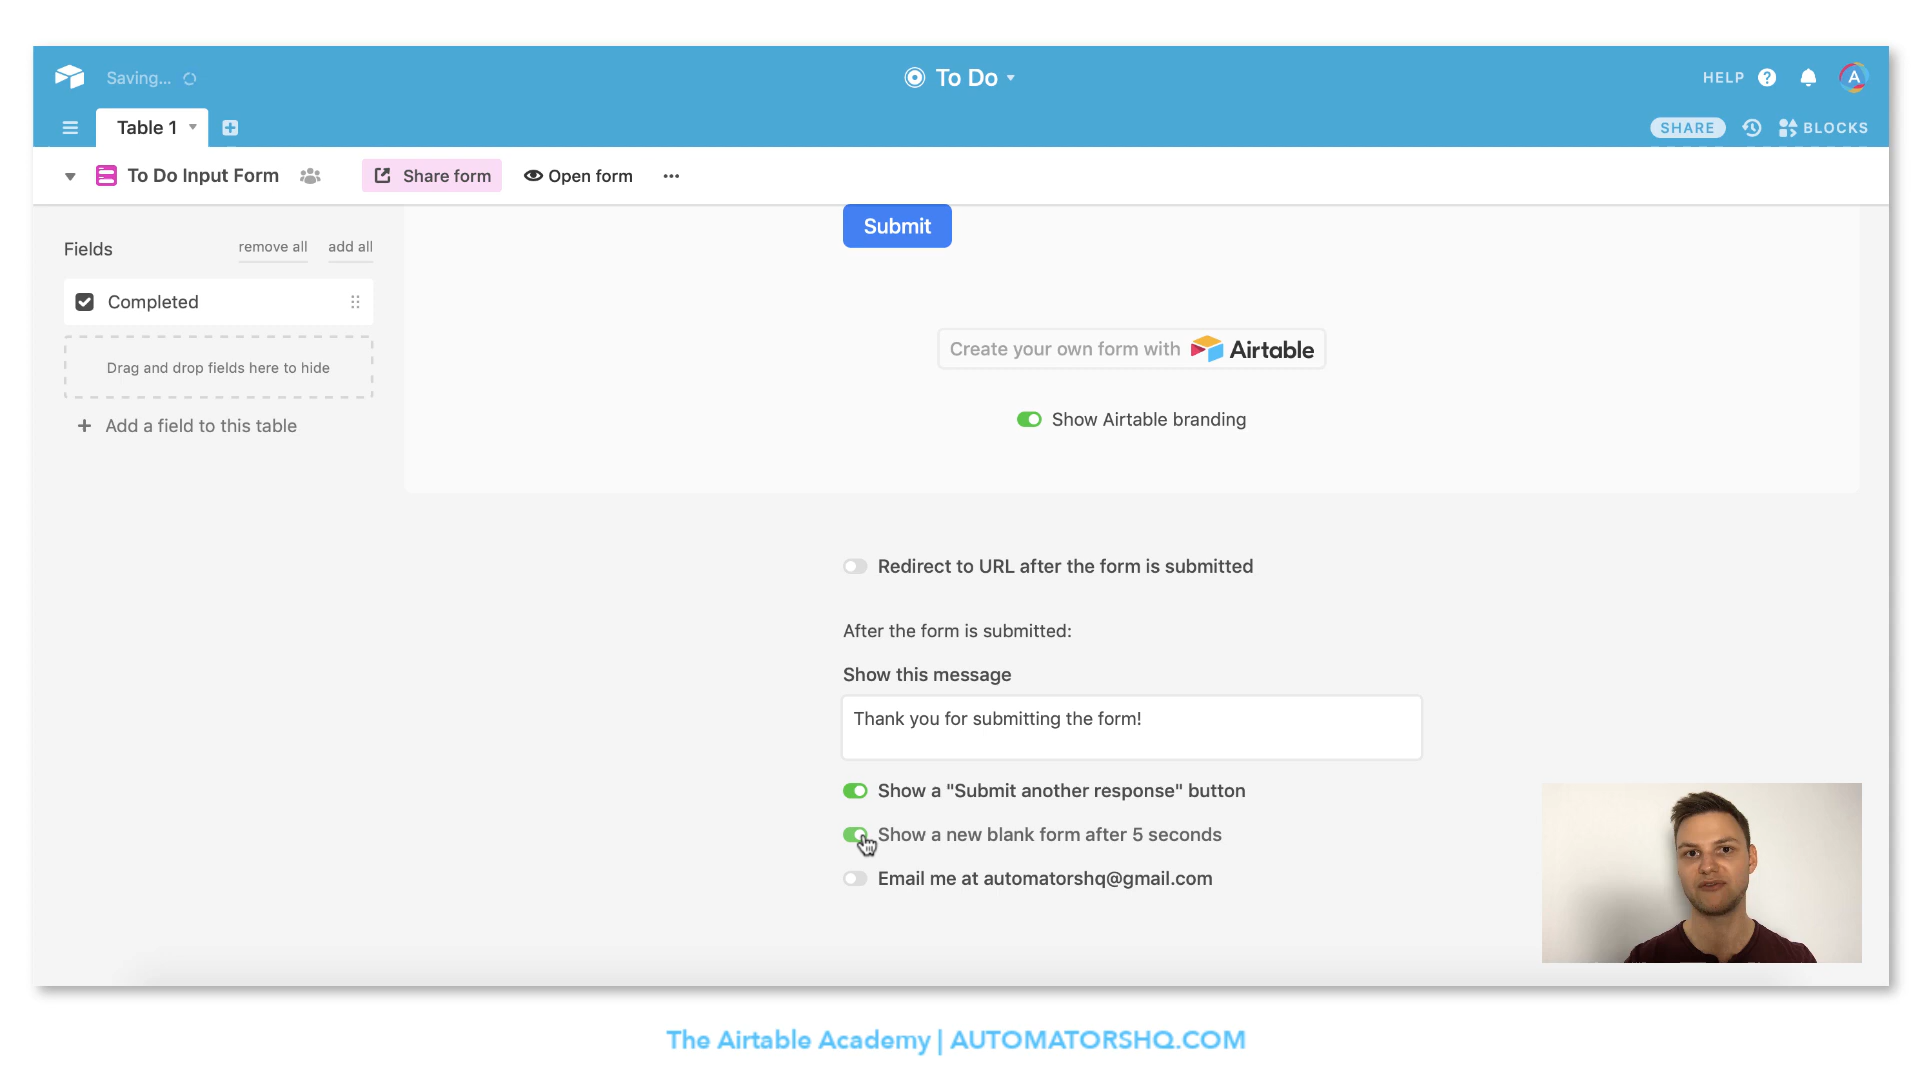 Saving...
To Do
HELP
A
Table 1
SHARE
BLOCKS
To Do Input Form
Share form
Open form
Fields
remove all
add all
Submit
Completed
Drag and drop fields here to hide
Add a field to this table
Create your own form with Airtable
Show Airtable branding
Redirect to URL after the form is submitted
After the form is submitted:
Show this message
Thank you for submitting the form!
Show a "Submit another response" button
Show a new blank form after 5 seconds
Email me at automatorshq@gmail.com
The Airtable Academy | AUTOMATORSHQ.COM